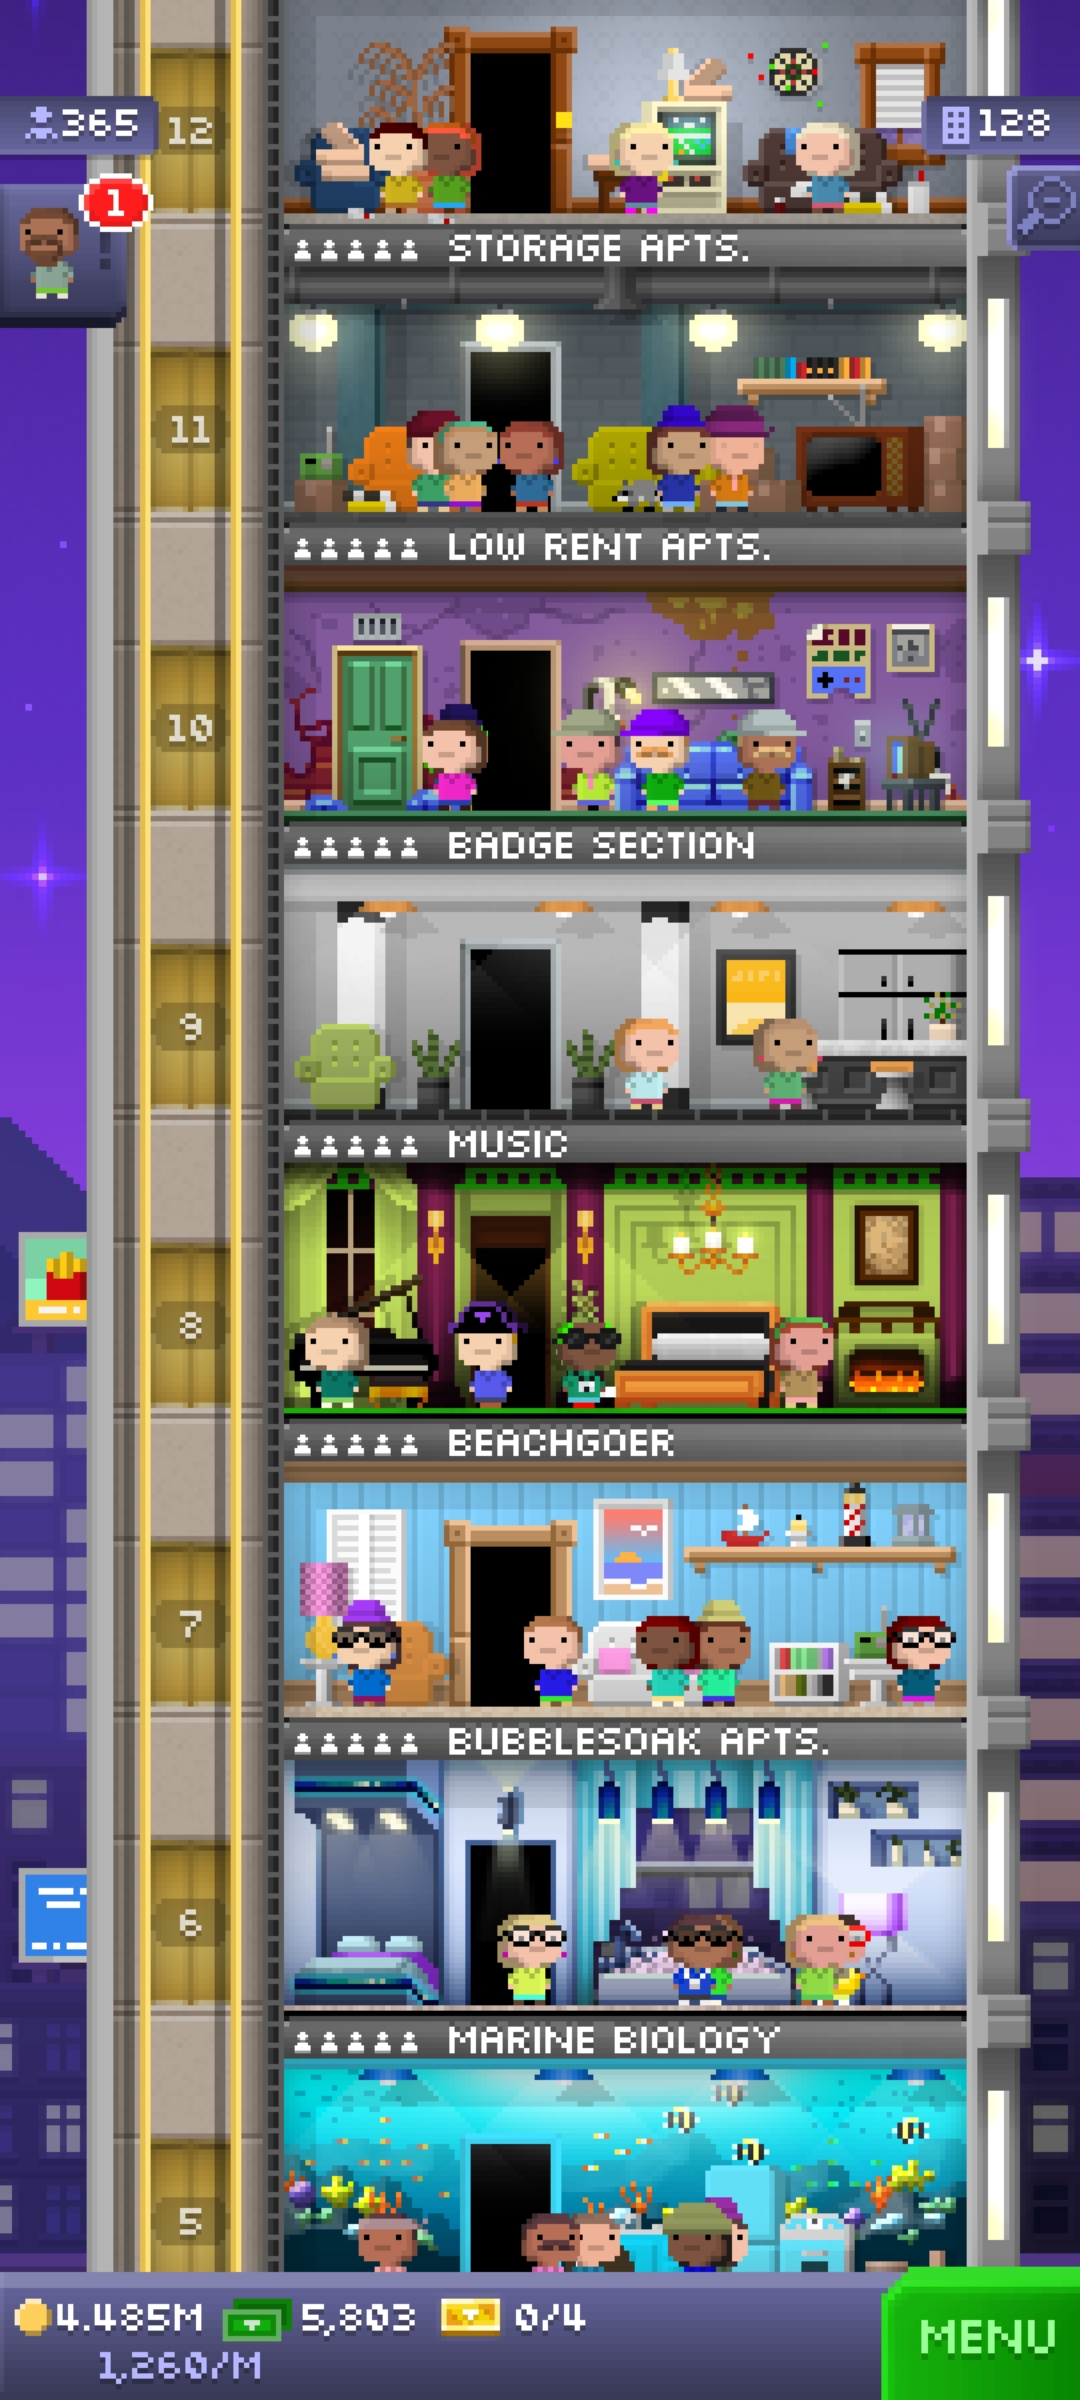 12
365
128
1
STORAGE APTS.
11
LOW RENT APTS.
10
BADGE SECTION
9
MUSIC
8
BEACHGOER
7
BUBBLESOAK APTS.
6
MARINE BIOLOGY
5
4.485M 5,803 0/4
1,260/M
MENU